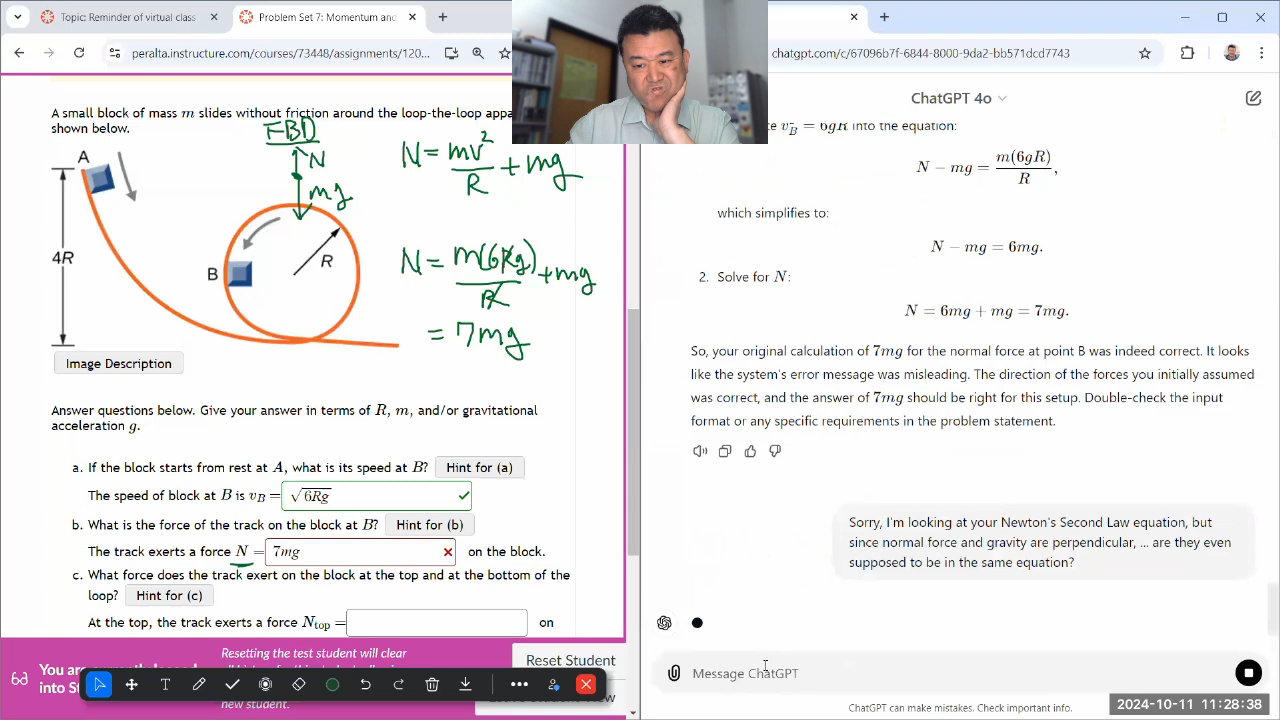 Topic: Reminder of virtual class
Problem Set 7: Momentum and
peralta.instructure.com/courses/73448/assignments/120...
chatgpt.com/c/67096b7f-6844-8000-9da2-bb571dcd7743
A small block of mass m slides without friction around the loop-the-loop appa
shown below.
FBD
N
mg
A
4R
B
R
N = mv²/R + mg
N = m(6Rg)/R + mg
= 7mg
Image Description
Answer questions below. Give your answer in terms of R, m, and/or gravitational
acceleration g.
a. If the block starts from rest at A, what is its speed at B? Hint for (a)
The speed of block at B is v_B = √6Rg
b. What is the force of the track on the block at B? Hint for (b)
The track exerts a force N = 7mg on the block.
c. What force does the track exert on the block at the top and at the bottom of the
loop? Hint for (c)
At the top, the track exerts a force N_top = on
Resetting the test student will clear
new student.
You are
into St
Reset Student
ChatGPT 4o
into the equation:
N − mg = m(6gR)/R,
which simplifies to:
N − mg = 6mg.
2. Solve for N:
N = 6mg + mg = 7mg.
So, your original calculation of 7mg for the normal force at point B was indeed correct. It looks
like the system's error message was misleading. The direction of the forces you initially assumed
was correct, and the answer of 7mg should be right for this setup. Double-check the input
format or any specific requirements in the problem statement.
Sorry, I'm looking at your Newton's Second Law equation, but
since normal force and gravity are perpendicular, ... are they even
supposed to be in the same equation?
Message ChatGPT
ChatGPT can make mistakes. Check important info.
2024-10-11 11:28:38